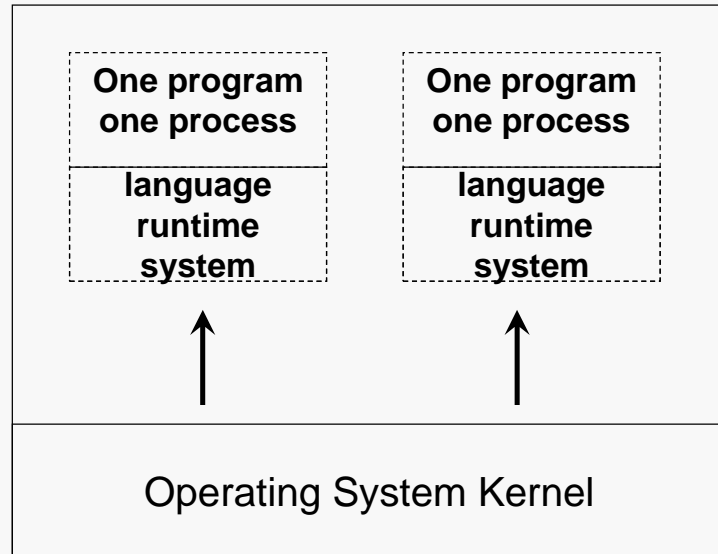 One program
one process
language
runtime
system
One program
one process
language
runtime
system
Operating System Kernel